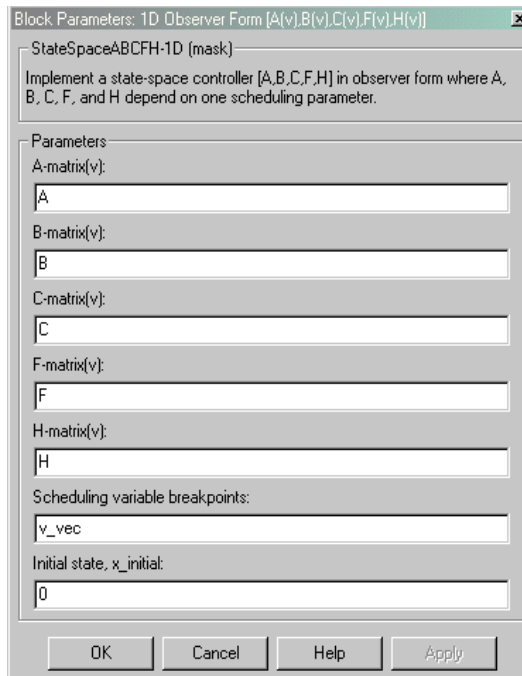 Block Parameters: 1D Observer Form [A(v),B(v),C(v),F(v),H(v)]
StateSpaceABCFH-1D (mask)
Implement a state-space controller [A,B,C,F,H] in observer form where A,
B, C, F, and H depend on one scheduling parameter.
Parameters
A-matrix(v):
A
B-matrix(v):
B
C-matrix(v):
C
F-matrix(v):
F
H-matrix(v):
H
Scheduling variable breakpoints:
v_vec
Initial state, x_initial:
0
OK Cancel Help Apply